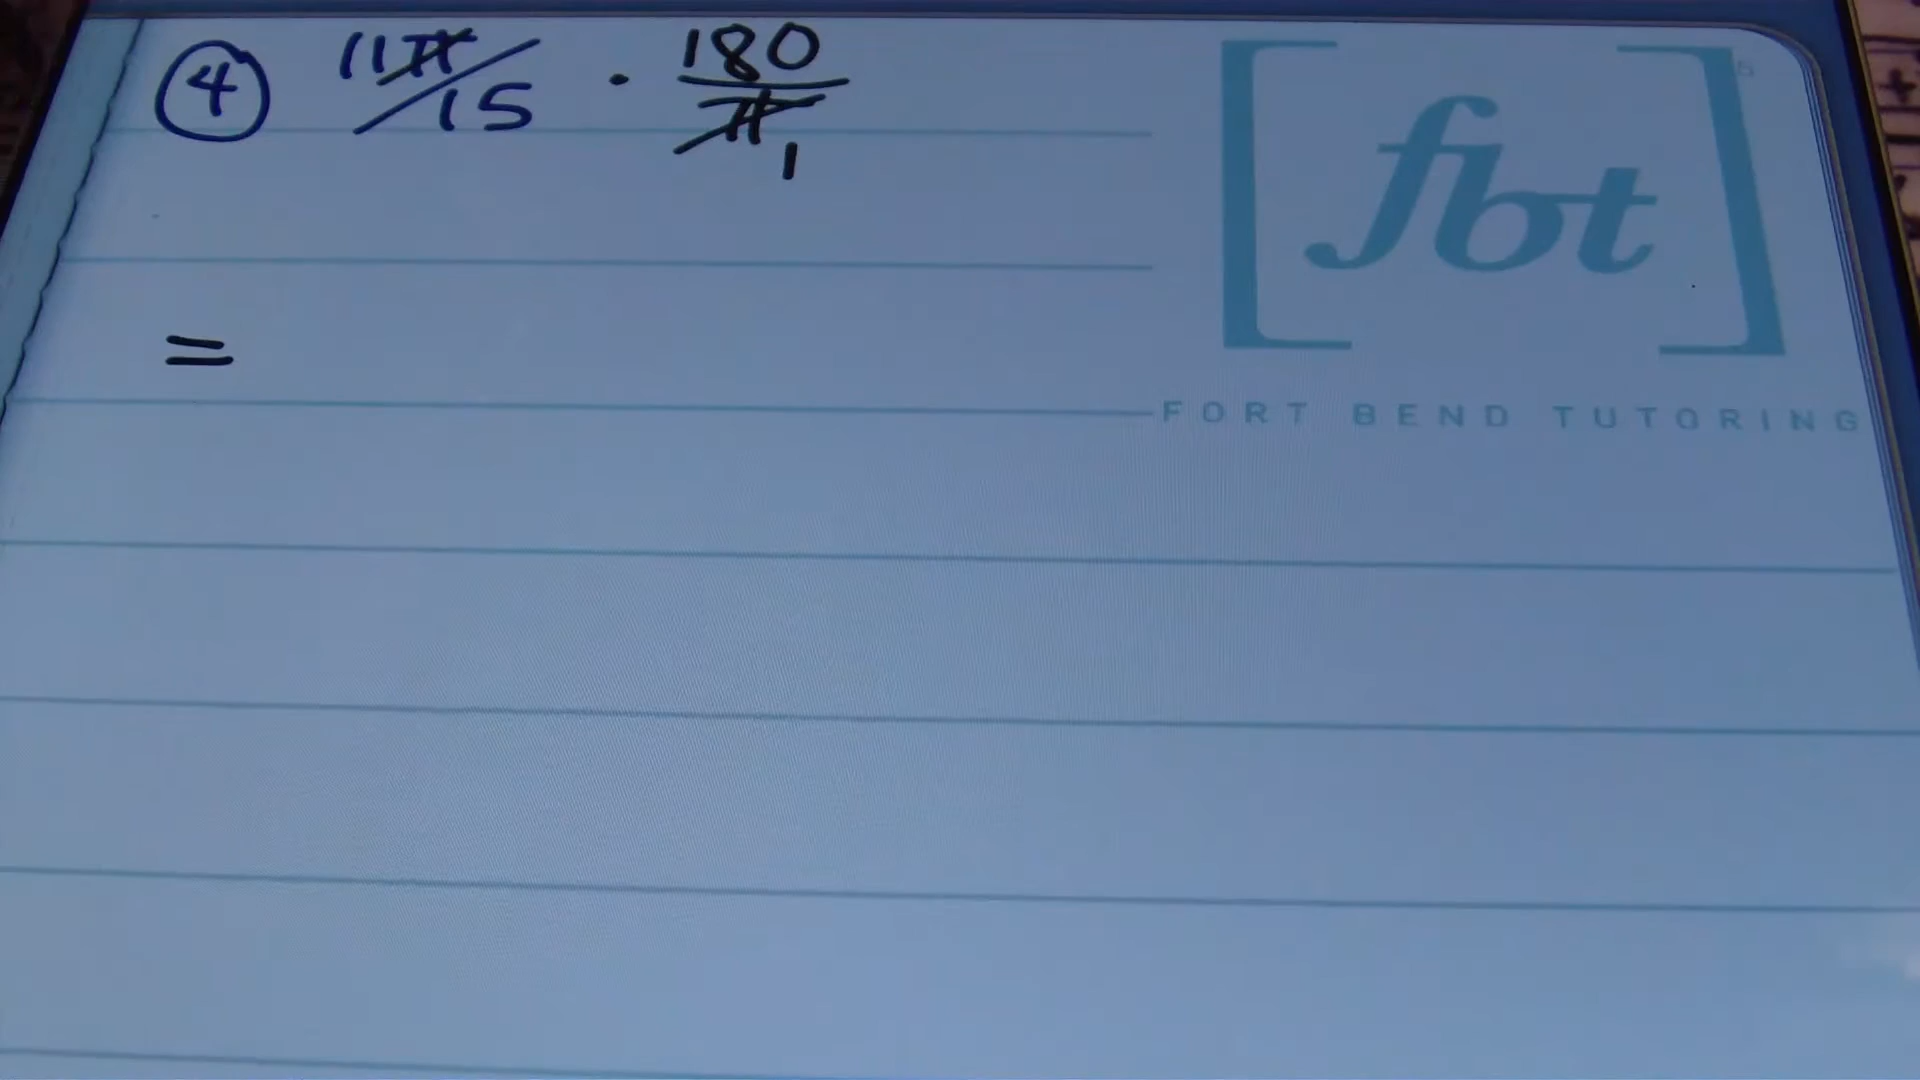 ④ 11π/15 · 180/π 1
=
fbt
FORT BEND TUTORING